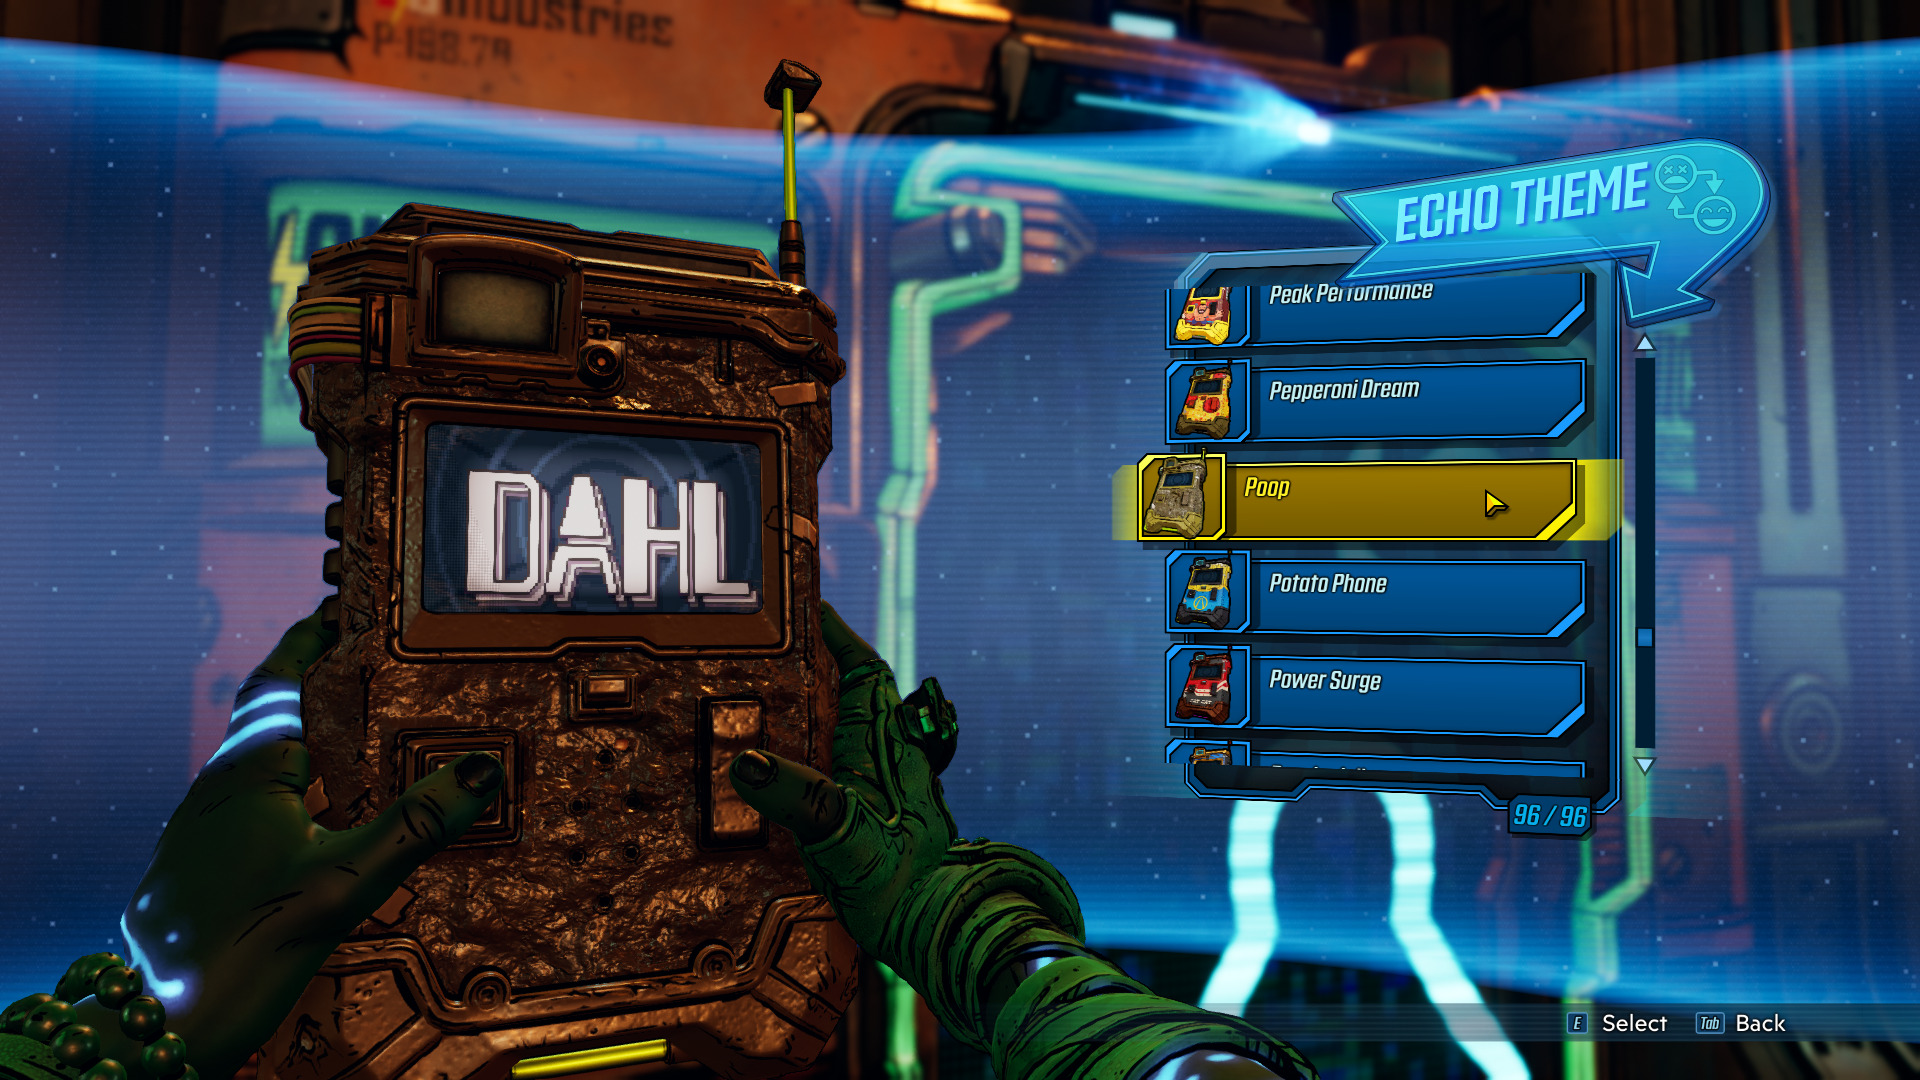 Industries
P-198.79
DAHL
ECHO THEME
Peak Performance
Pepperoni Dream
Poop
Potato Phone
Power Surge
96 / 96
E Select Tab Back